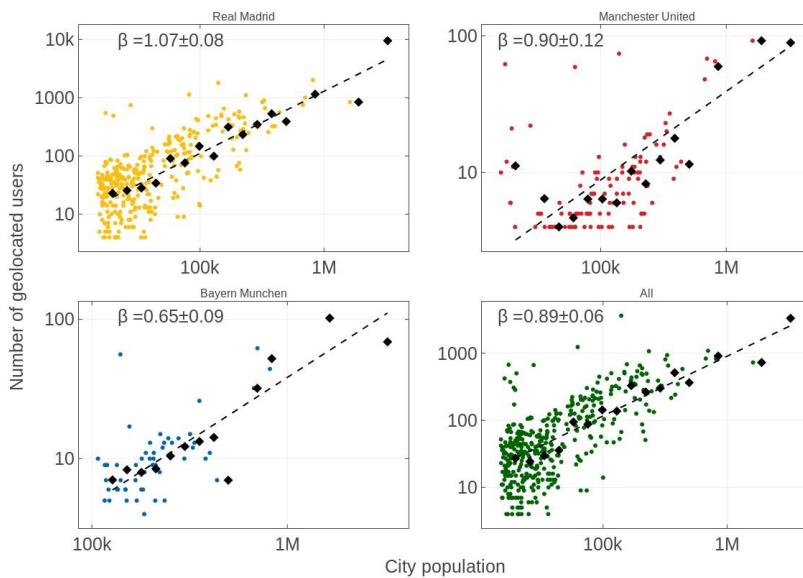 Real Madrid
Manchester United
β =1.07±0.08
β =0.90±0.12
10k
1000
100
10
100k
1M
100
10
100k
1M
Number of geolocated users
Bayern Munchen
All
β =0.65±0.09
β =0.89±0.06
100
10
100k
1M
1000
100
10
100k
1M
City population